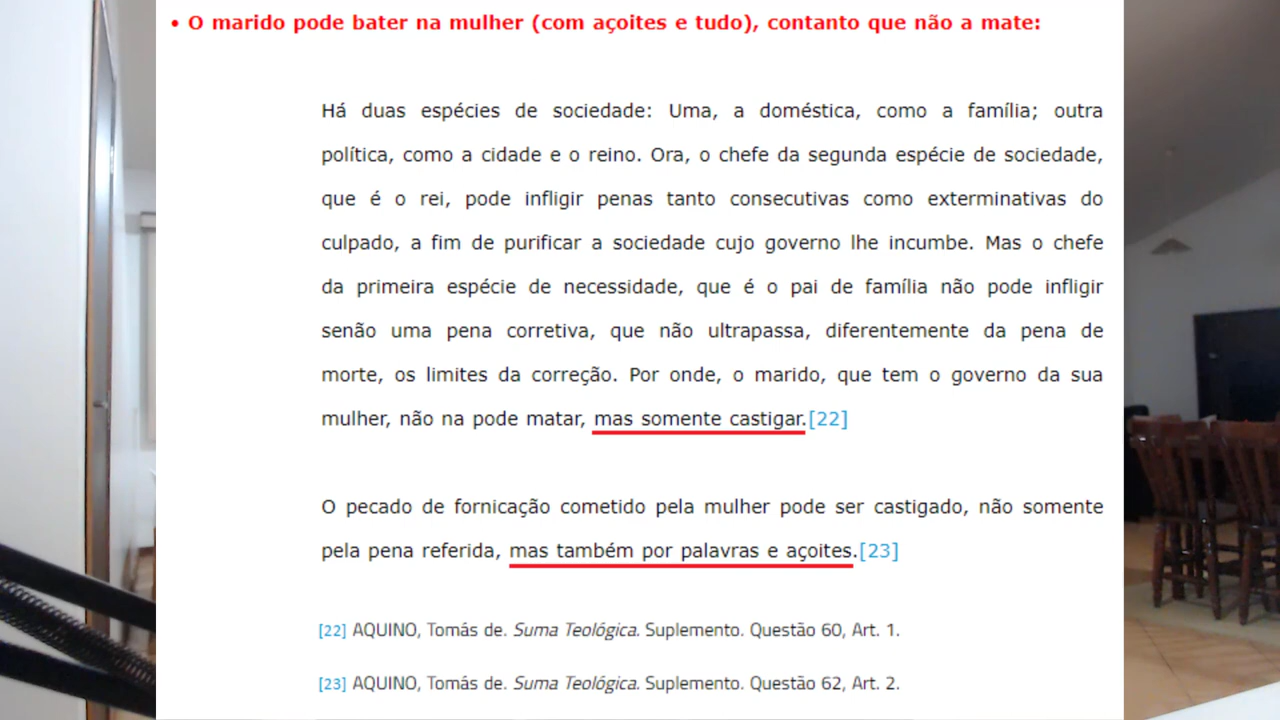 • O marido pode bater na mulher (com açoites e tudo), contanto que não a mate:
Há duas espécies de sociedade: Uma, a doméstica, como a família; outra
política, como a cidade e o reino. Ora, o chefe da segunda espécie de sociedade,
que é o rei, pode infligir penas tanto consecutivas como exterminativas do
culpado, a fim de purificar a sociedade cujo governo lhe incumbe. Mas o chefe
da primeira espécie de necessidade, que é o pai de família não pode infligir
senão uma pena corretiva, que não ultrapassa, diferentemente da pena de
morte, os limites da correção. Por onde, o marido, que tem o governo da sua
mulher, não na pode matar, mas somente castigar.[22]
O pecado de fornicação cometido pela mulher pode ser castigado, não somente
pela pena referida, mas também por palavras e açoites.[23]
[22] AQUINO, Tomás de. Suma Teológica. Suplemento. Questão 60, Art. 1.
[23] AQUINO, Tomás de. Suma Teológica. Suplemento. Questão 62, Art. 2.